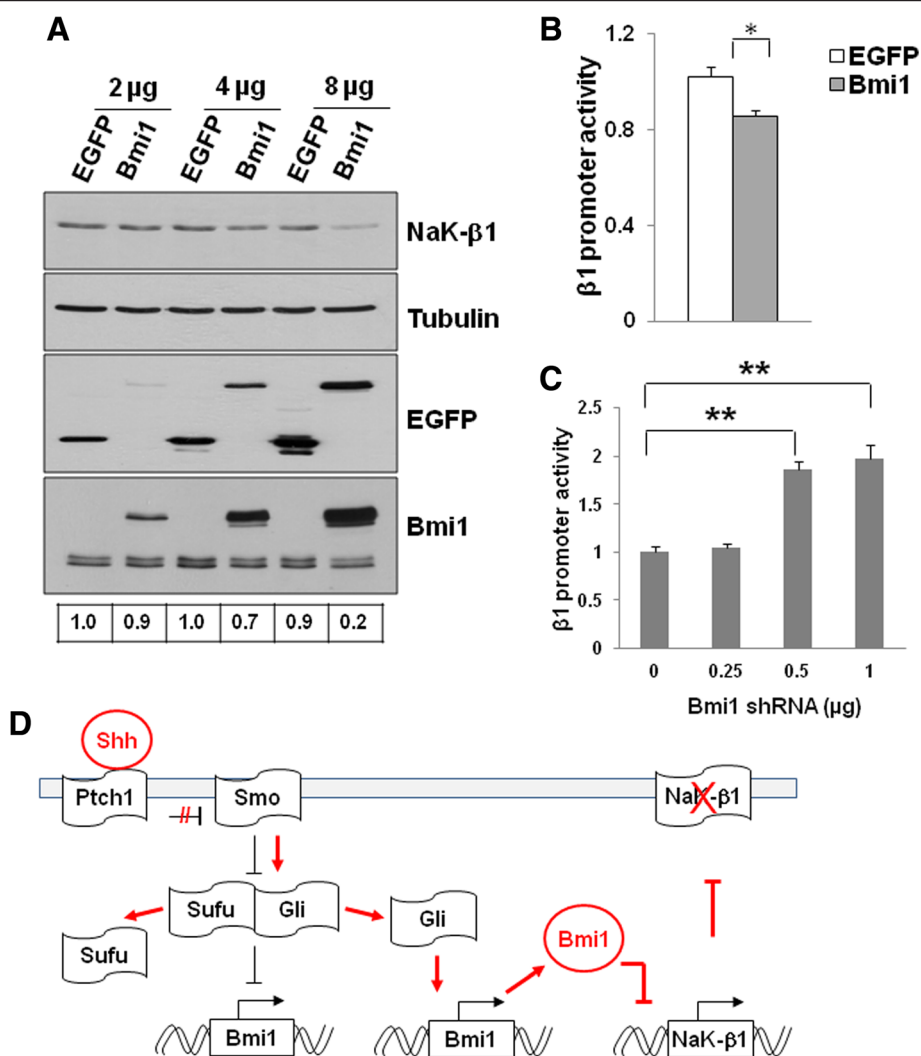 A
2 µg 4 µg 8 µg
EGFP Bmi1 EGFP Bmi1 EGFP Bmi1
NaK-β1
Tubulin
EGFP
Bmi1
1.0 0.9 1.0 0.7 0.9 0.2
B
β1 promoter activity
1.2
0.8
0.4
0
*
EGFP
Bmi1
C
β1 promoter activity
2.5
2
1.5
1
0.5
0
**
**
0 0.25 0.5 1
Bmi1 shRNA (µg)
D
Shh
Ptch1
Smo
NaK-β1
Sufu
Gli
Gli
Sufu
Bmi1
Bmi1
Bmi1
NaK-β1